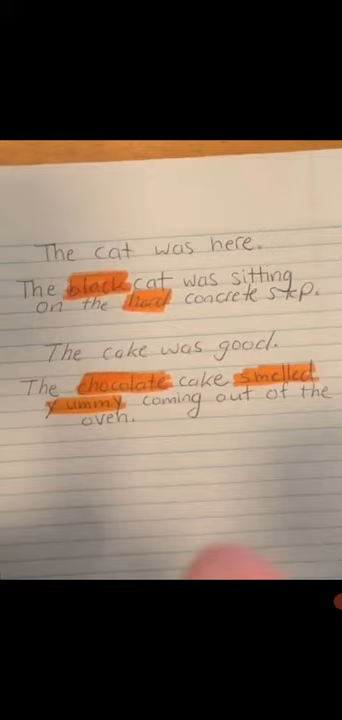 The cat was here.
The black cat was sitting
on the hard concrete step.
The cake was good.
The chocolate cake smelled
yummy coming out of the
oven.